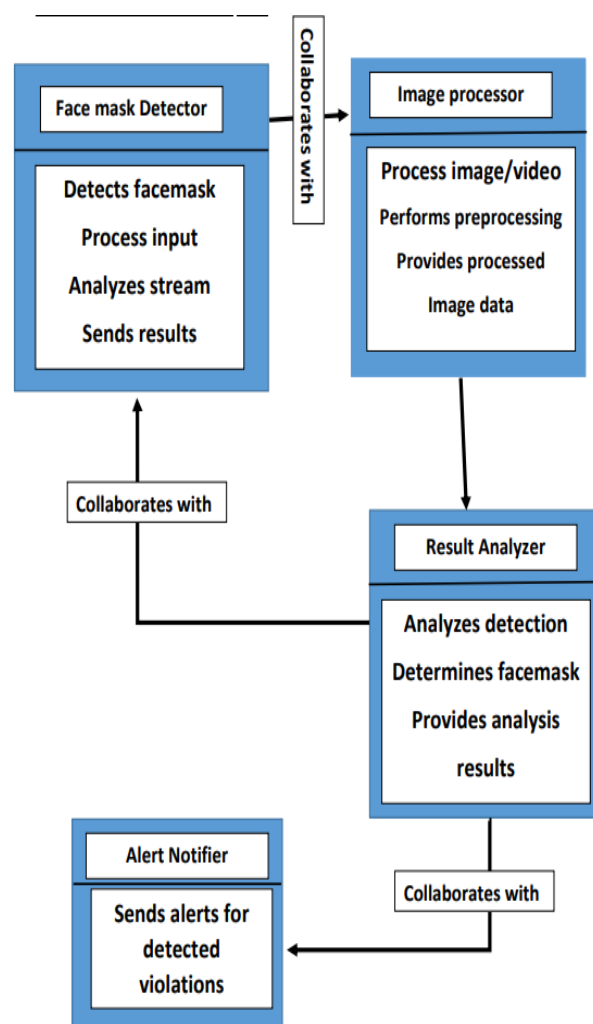 Face mask Detector
Detects facemask
Process input
Analyzes stream
Sends results
Collaborates with
Image processor
Process image/video
Performs preprocessing
Provides processed
Image data
Collaborates with
Result Analyzer
Analyzes detection
Determines facemask
Provides analysis
results
Collaborates with
Alert Notifier
Sends alerts for
detected
violations